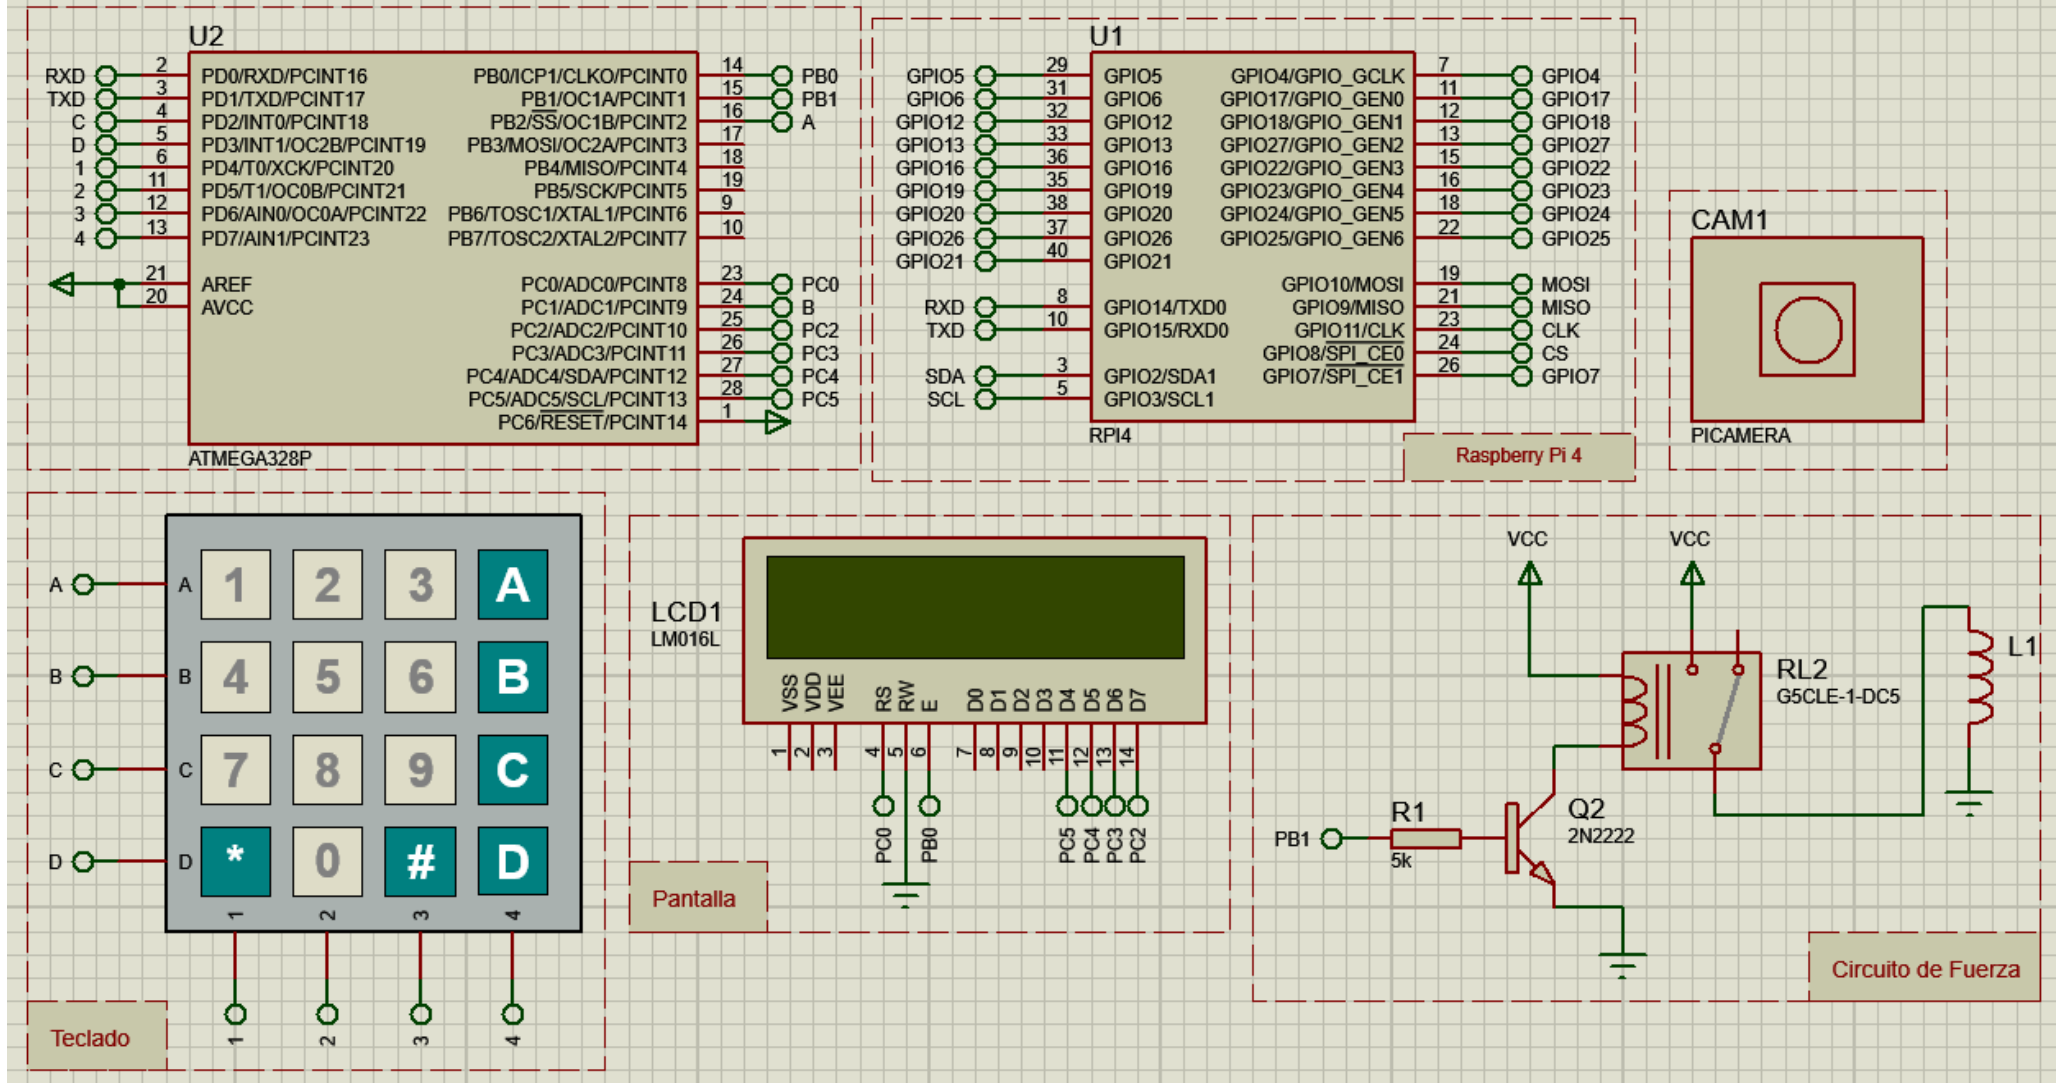 U2
RXD 2 PD0/RXD/PCINT16 PB0/ICP1/CLKO/PCINT0 14 PB0
TXD 3 PD1/TXD/PCINT17 PB1/OC1A/PCINT1 15 PB1
C 4 PD2/INT0/PCINT18 PB2/SS/OC1B/PCINT2 16 A
D 5 PD3/INT1/OC2B/PCINT19 PB3/MOSI/OC2A/PCINT3 17
1 6 PD4/T0/XCK/PCINT20 PB4/MISO/PCINT4 18
2 11 PD5/T1/OC0B/PCINT21 PB5/SCK/PCINT5 19
3 12 PD6/AIN0/OC0A/PCINT22 PB6/TOSC1/XTAL1/PCINT6 9
4 13 PD7/AIN1/PCINT23 PB7/TOSC2/XTAL2/PCINT7 10
21 AREF PC0/ADC0/PCINT8 23 PC0
20 AVCC PC1/ADC1/PCINT9 24 B
PC2/ADC2/PCINT10 25 PC2
PC3/ADC3/PCINT11 26 PC3
PC4/ADC4/SDA/PCINT12 27 PC4
PC5/ADC5/SCL/PCINT13 28 PC5
PC6/RESET/PCINT14 1
ATMEGA328P
U1
GPIO5 29 GPIO5 GPIO4/GPIO_GCLK 7 GPIO4
GPIO6 31 GPIO6 GPIO17/GPIO_GEN0 11 GPIO17
GPIO12 32 GPIO12 GPIO18/GPIO_GEN1 12 GPIO18
GPIO13 33 GPIO13 GPIO27/GPIO_GEN2 13 GPIO27
GPIO16 36 GPIO16 GPIO22/GPIO_GEN3 15 GPIO22
GPIO19 35 GPIO19 GPIO23/GPIO_GEN4 16 GPIO23
GPIO20 38 GPIO20 GPIO24/GPIO_GEN5 18 GPIO24
GPIO26 37 GPIO26 GPIO25/GPIO_GEN6 22 GPIO25
GPIO21 40 GPIO21
GPIO10/MOSI 19 MOSI
RXD 8 GPIO14/TXD0 GPIO9/MISO 21 MISO
TXD 10 GPIO15/RXD0 GPIO11/CLK 23 CLK
GPIO8/SPI_CE0 24 CS
SDA 3 GPIO2/SDA1 GPIO7/SPI_CE1 26 GPIO7
SCL 5 GPIO3/SCL1
RPI4
Raspberry Pi 4
CAM1
PICAMERA
A A 1 2 3 A
B B 4 5 6 B
C C 7 8 9 C
D D * 0 # D
1 2 3 4
1 2 3 4
Teclado
LCD1
LM016L
VSS VDD VEE RS RW E D0 D1 D2 D3 D4 D5 D6 D7
1 2 3 4 5 6 7 8 9 10 11 12 13 14
PC0 PB0 PC5 PC4 PC3 PC2
Pantalla
VCC VCC
L1
RL2
G5CLE-1-DC5
R1
PB1
5k
Q2
2N2222
Circuito de Fuerza